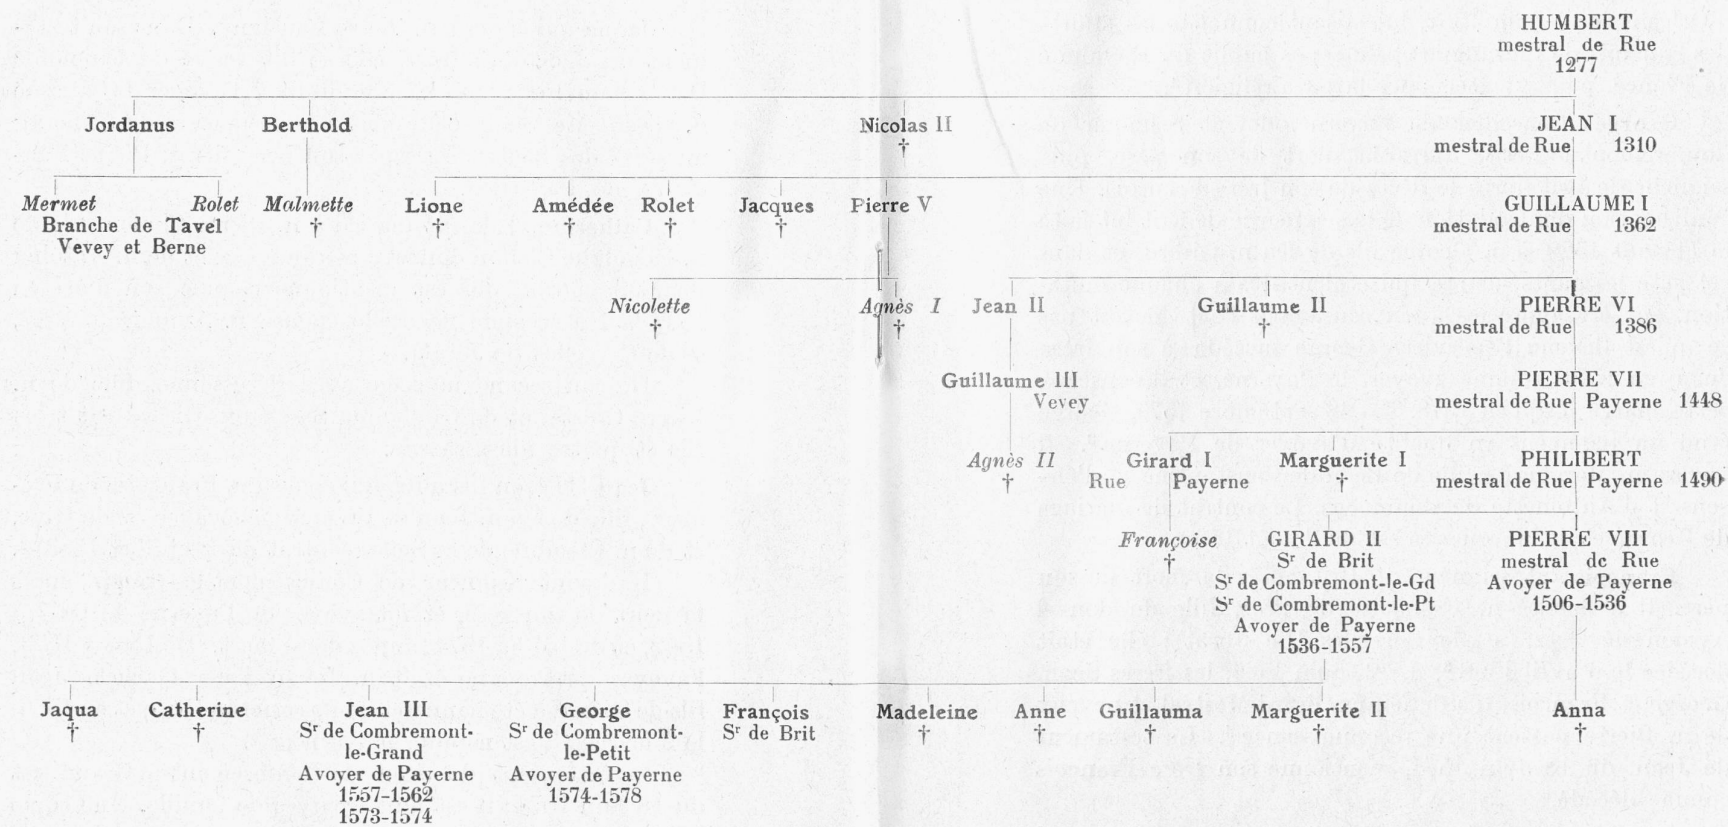 HUMBERT
mestral de Rue
1277
Jordanus Berthold Nicolas II JEAN I
† mestral de Rue 1310
Mermet Rolet Malmette Lione Amédée Rolet Jacques Pierre V GUILLAUME I
Branche de Tavel † † † † † mestral de Rue 1362
Vevey et Berne
Nicolette Agnès I Jean II Guillaume II PIERRE VI
† † † mestral de Rue 1386
Guillaume III PIERRE VII
Vevey mestral de Rue Payerne 1448
Agnès II Girard I Marguerite I PHILIBERT
† Rue Payerne † mestral de Rue Payerne 1490
Françoise GIRARD II PIERRE VIII
† Sʳ de Brit mestral de Rue
Sʳ de Combremont-le-Gd Avoyer de Payerne
Sʳ de Combremont-le-Pt 1506-1536
Avoyer de Payerne
1536-1557
Jaqua Catherine Jean III George François Madeleine Anne Guillauma Marguerite II Anna
† † Sʳ de Combremont- Sʳ de Combremont- Sʳ de Brit † † † † †
le-Grand le-Petit
Avoyer de Payerne Avoyer de Payerne
1557-1562 1574-1578
1573-1574